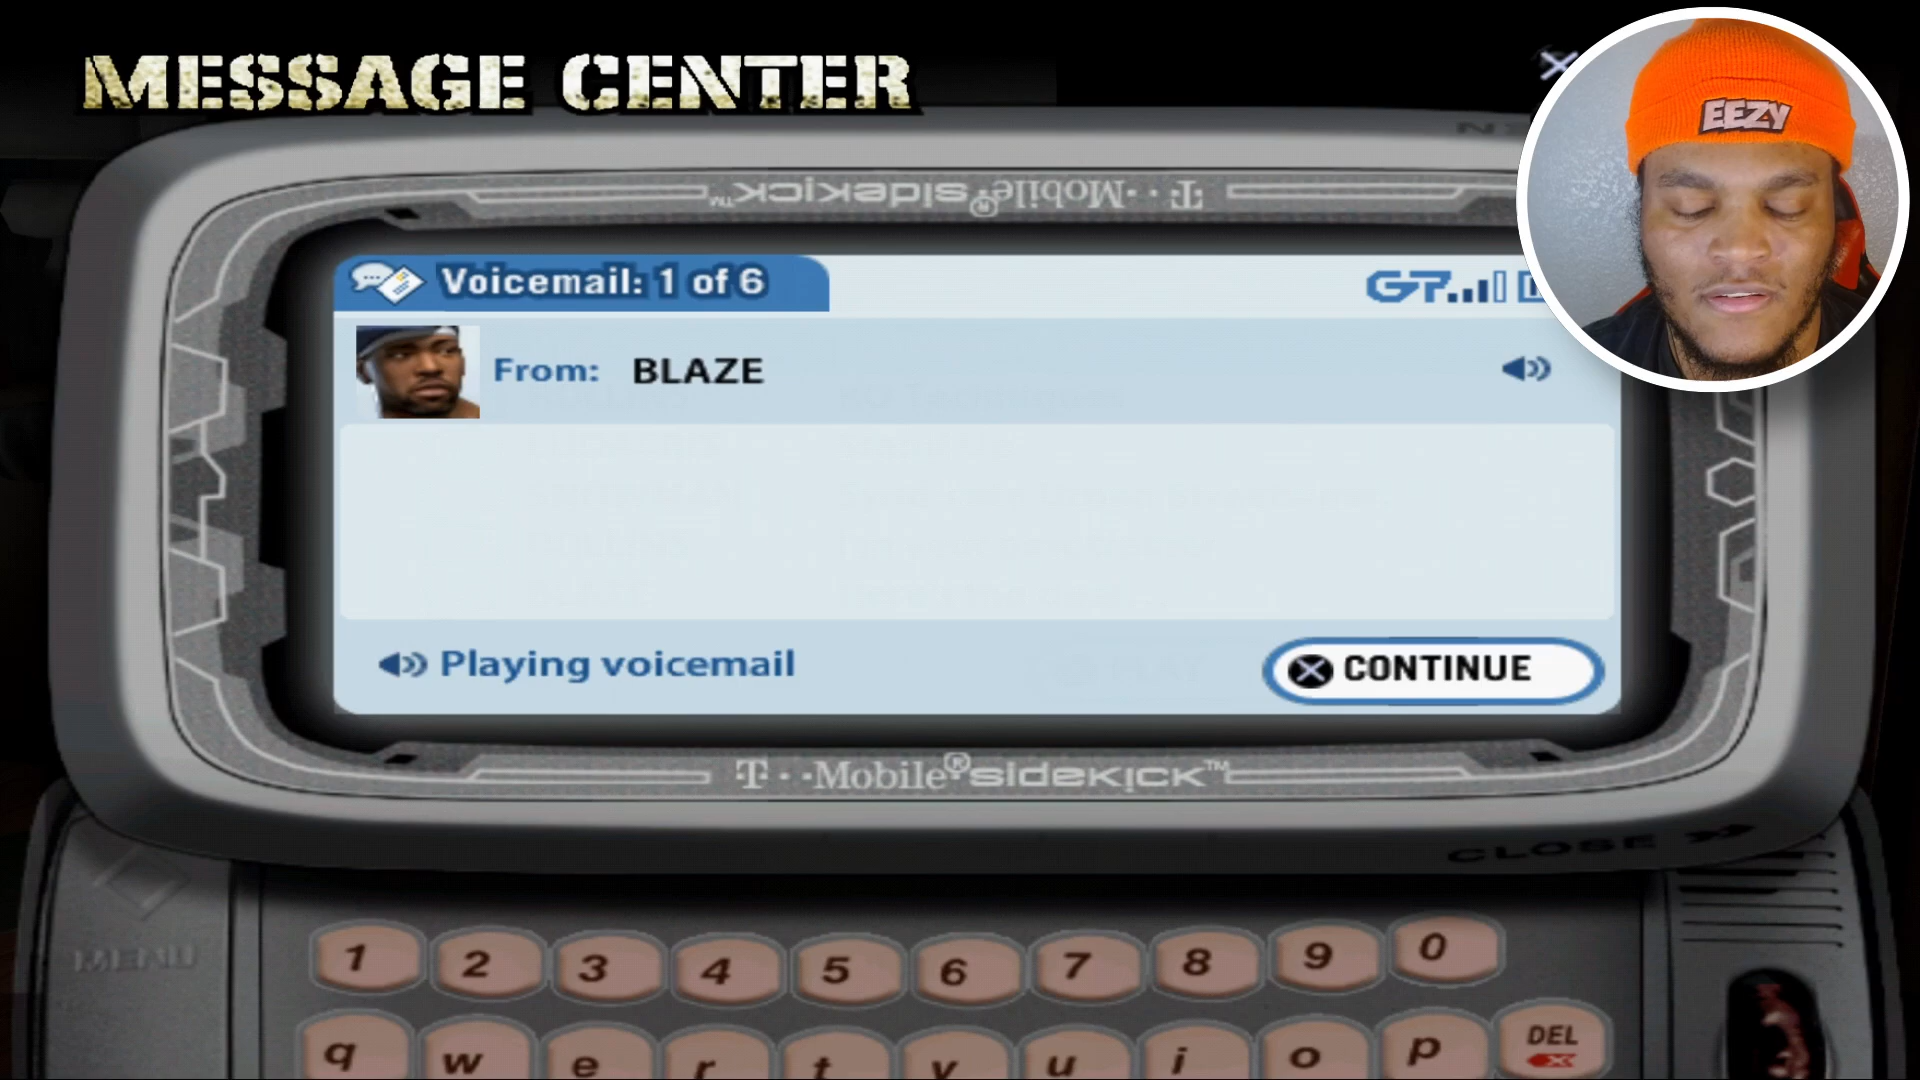 MESSAGE CENTER
EEZY
T··Mobile®sidekick™
Voicemail: 1 of 6
From: BLAZE
Playing voicemail
CONTINUE
T··Mobile®sidekick™
CLOSE
MENU
1 2 3 4 5 6 7 8 9 0
q w e r t y u i o p DEL